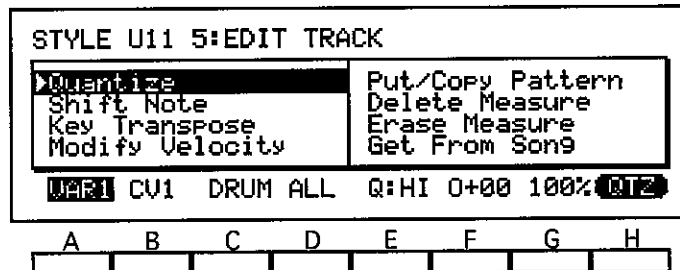 STYLE U11 5:EDIT TRACK
Quantize
Shift Note
Key Transpose
Modify Velocity
Put/Copy Pattern
Delete Measure
Erase Measure
Get From Song
VAR1 CV1 DRUM ALL Q:HI O+00 100% QTZ
A B C D E F G H